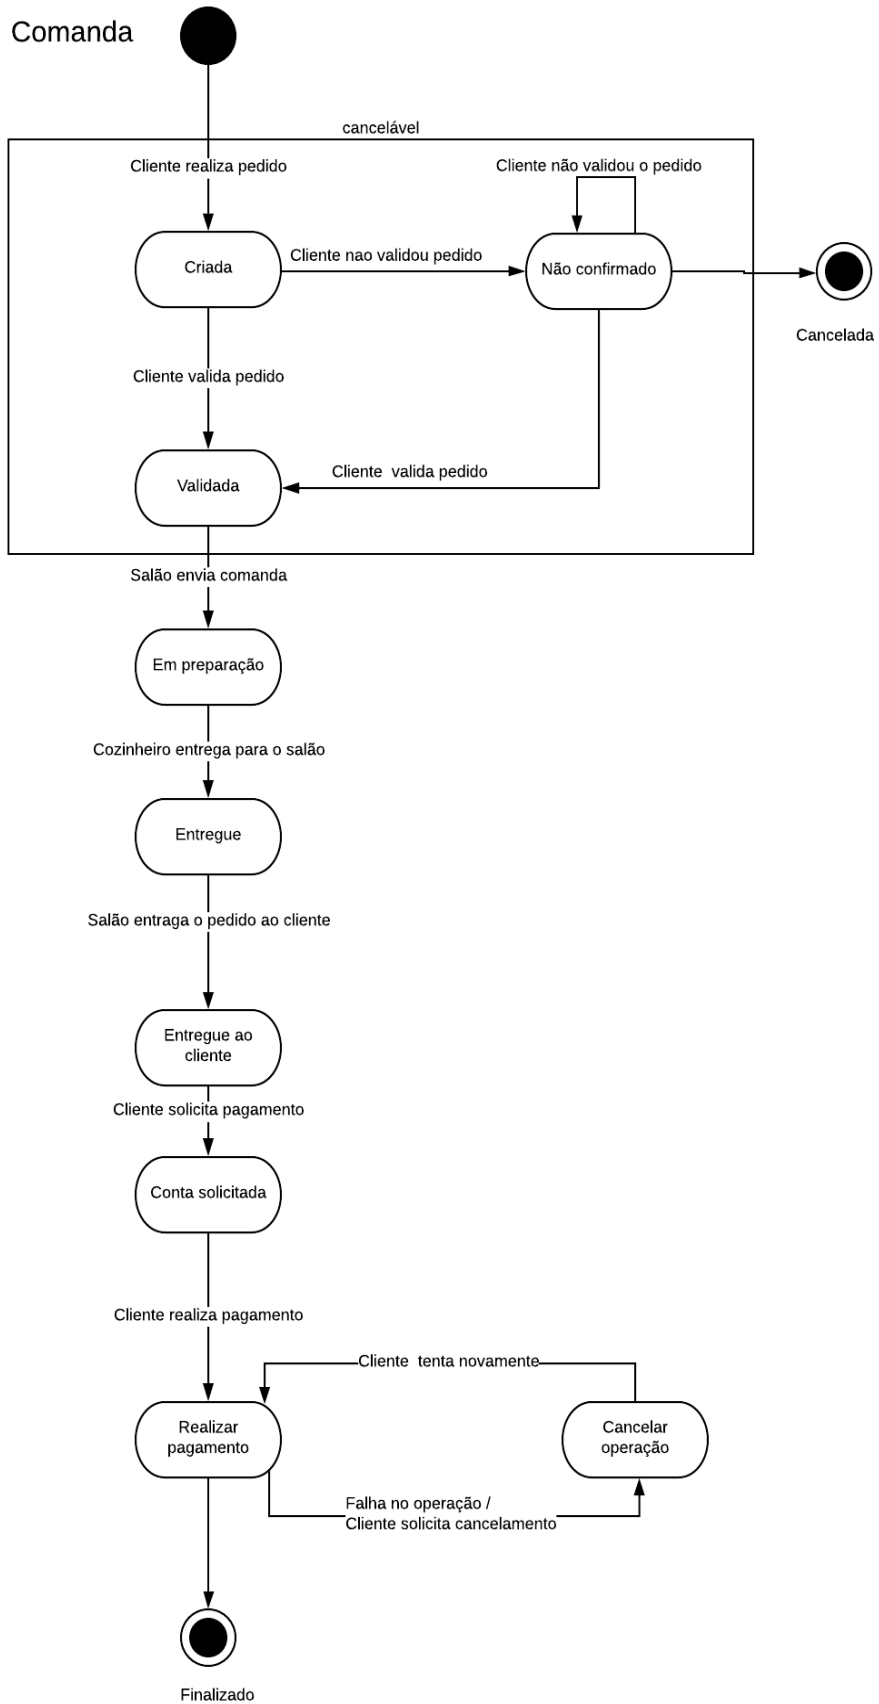 Comanda
cancelável
Cliente realiza pedido
Cliente não validou o pedido
Criada
Cliente nao validou pedido
Não confirmado
Cancelada
Cliente valida pedido
Validada
Cliente  valida pedido
Salão envia comanda
Em preparação
Cozinheiro entrega para o salão
Entregue
Salão entraga o pedido ao cliente
Entregue ao
cliente
Cliente solicita pagamento
Conta solicitada
Cliente realiza pagamento
Cliente  tenta novamente
Realizar
pagamento
Cancelar
operação
Falha no operação /
Cliente solicita cancelamento
Finalizado